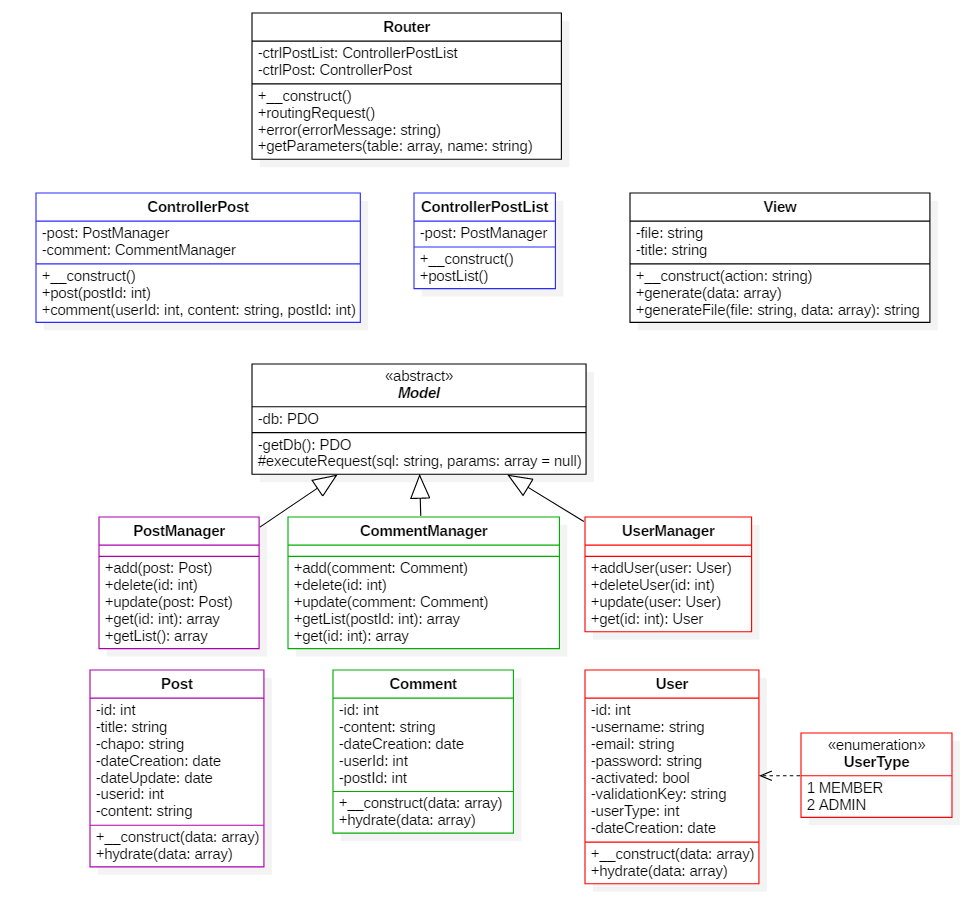 Router
-ctrlPostList: ControllerPostList
-ctrlPost: ControllerPost
+__construct()
+routingRequest()
+error(errorMessage: string)
+getParameters(table: array, name: string)
ControllerPost
-post: PostManager
-comment: CommentManager
+__construct()
+post(postId: int)
+comment(userId: int, content: string, postId: int)
ControllerPostList
-post: PostManager
+__construct()
+postList()
View
-file: string
-title: string
+__construct(action: string)
+generate(data: array)
+generateFile(file: string, data: array): string
«abstract»
Model
-db: PDO
-getDb(): PDO
#executeRequest(sql: string, params: array = null)
PostManager
+add(post: Post)
+delete(id: int)
+update(post: Post)
+get(id: int): array
+getList(): array
CommentManager
+add(comment: Comment)
+delete(id: int)
+update(comment: Comment)
+getList(postId: int): array
+get(id: int): array
UserManager
+addUser(user: User)
+deleteUser(id: int)
+update(user: User)
+get(id: int): User
Post
-id: int
-title: string
-chapo: string
-dateCreation: date
-dateUpdate: date
-userid: int
-content: string
+__construct(data: array)
+hydrate(data: array)
Comment
-id: int
-content: string
-dateCreation: date
-userId: int
-postId: int
+__construct(data: array)
+hydrate(data: array)
User
-id: int
-username: string
-email: string
-password: string
-activated: bool
-validationKey: string
-userType: int
-dateCreation: date
+__construct(data: array)
+hydrate(data: array)
«enumeration»
UserType
1 MEMBER
2 ADMIN